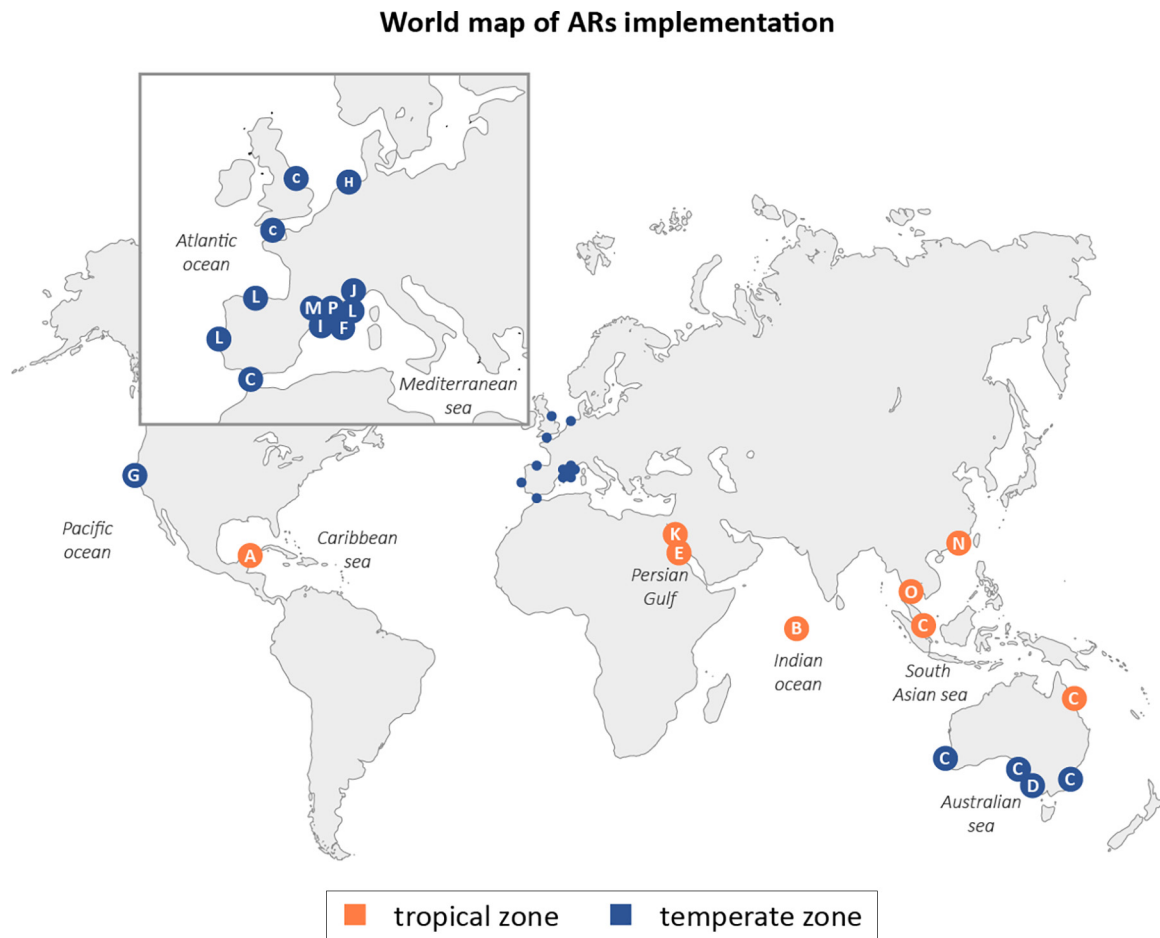 World map of ARs implementation
c
H
c
Atlantic
ocean
L
J
M P
L
I
F
L
C
Mediterranean
sea
G
Pacific
ocean
A
Caribbean
sea
K
E
Persian
Gulf
N
O
C
B
Indian
ocean
South
Asian sea
C
C
C
D
C
Australian
sea
tropical zone
temperate zone